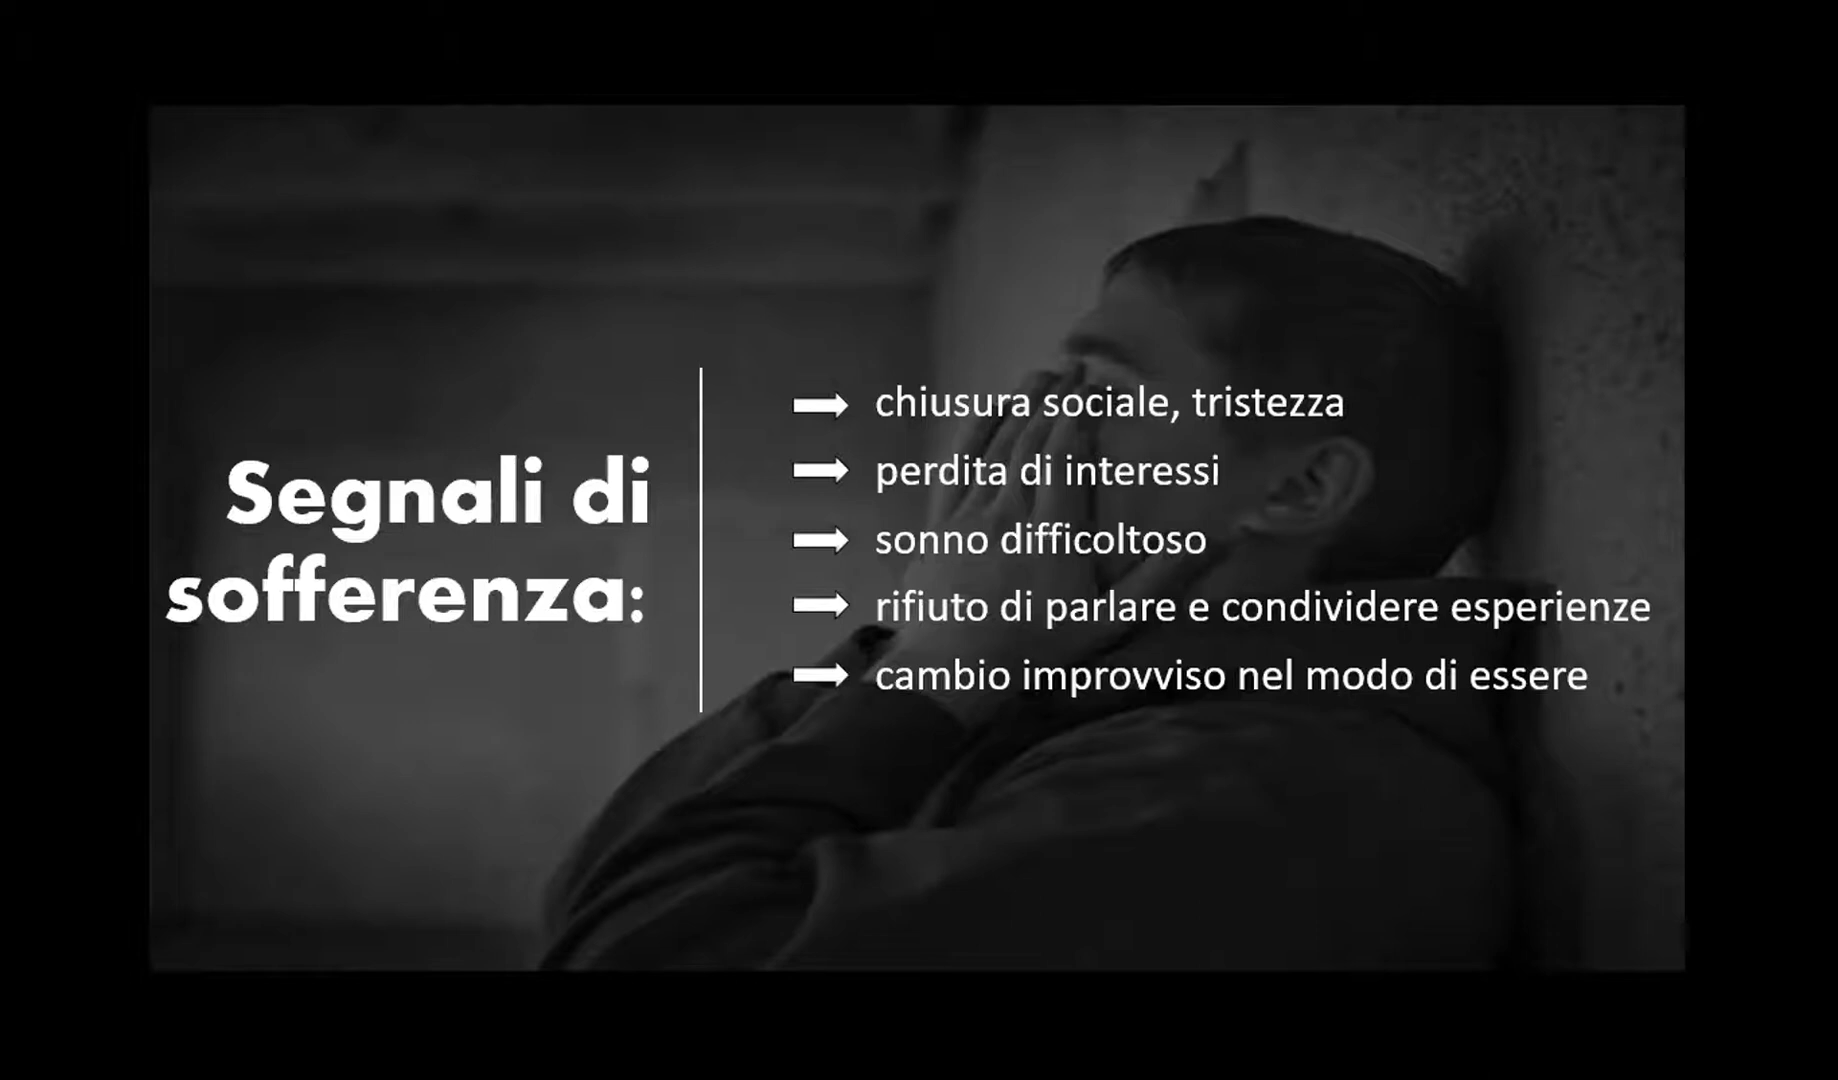 Segnali di
sofferenza:
chiusura sociale, tristezza
perdita di interessi
sonno difficoltoso
rifiuto di parlare e condividere esperienze
cambio improvviso nel modo di essere